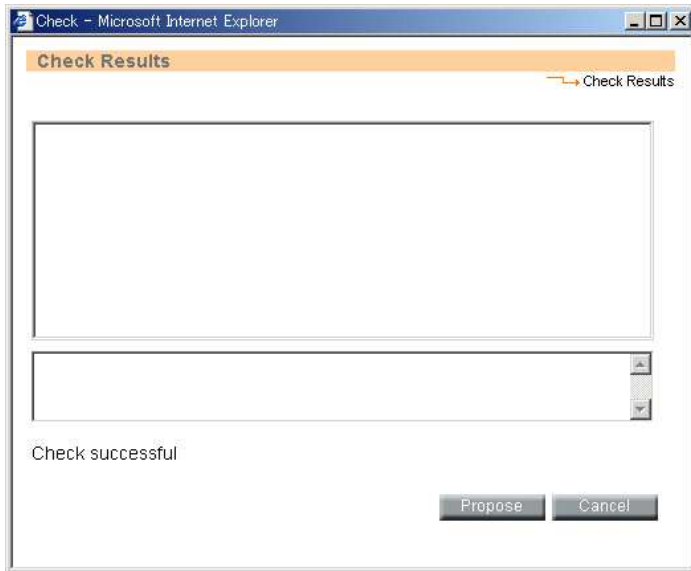 Check - Microsoft Internet Explorer
Check Results
Check Results
Check successful
Propose
Cancel